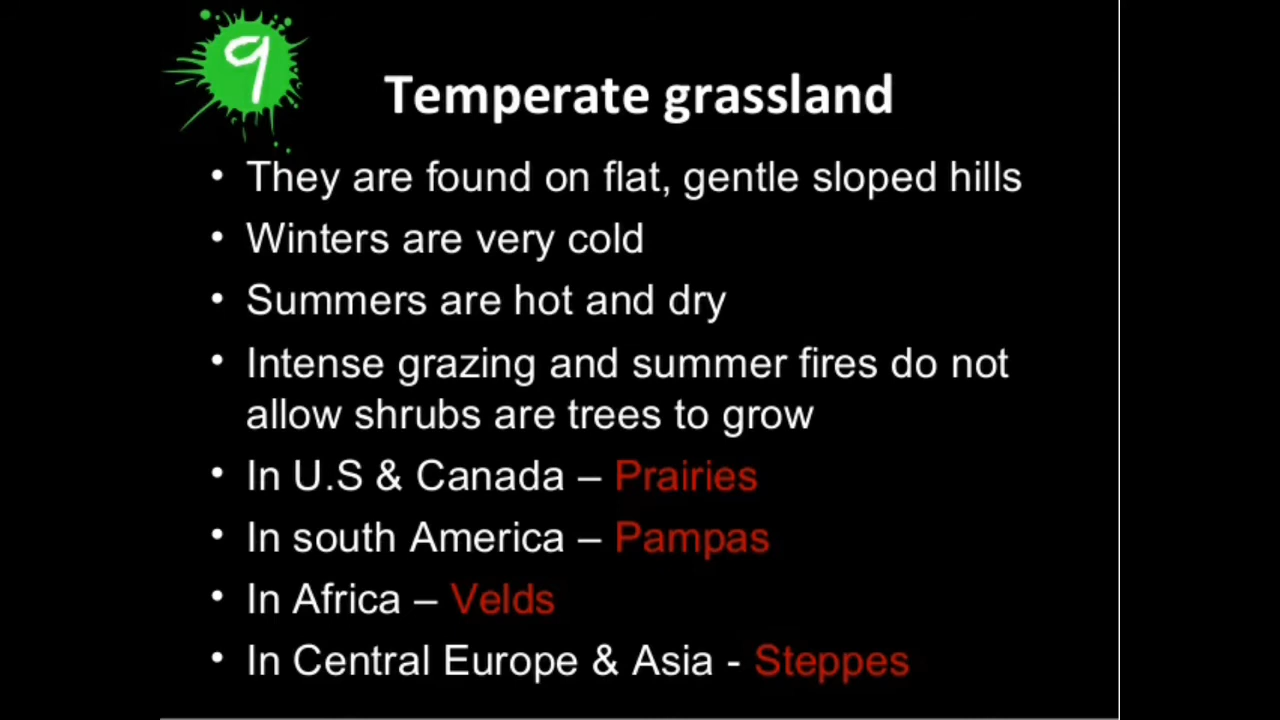 9
Temperate grassland
• They are found on flat, gentle sloped hills
• Winters are very cold
• Summers are hot and dry
• Intense grazing and summer fires do not
allow shrubs are trees to grow
• In U.S & Canada – Prairies
• In south America – Pampas
• In Africa – Velds
• In Central Europe & Asia - Steppes